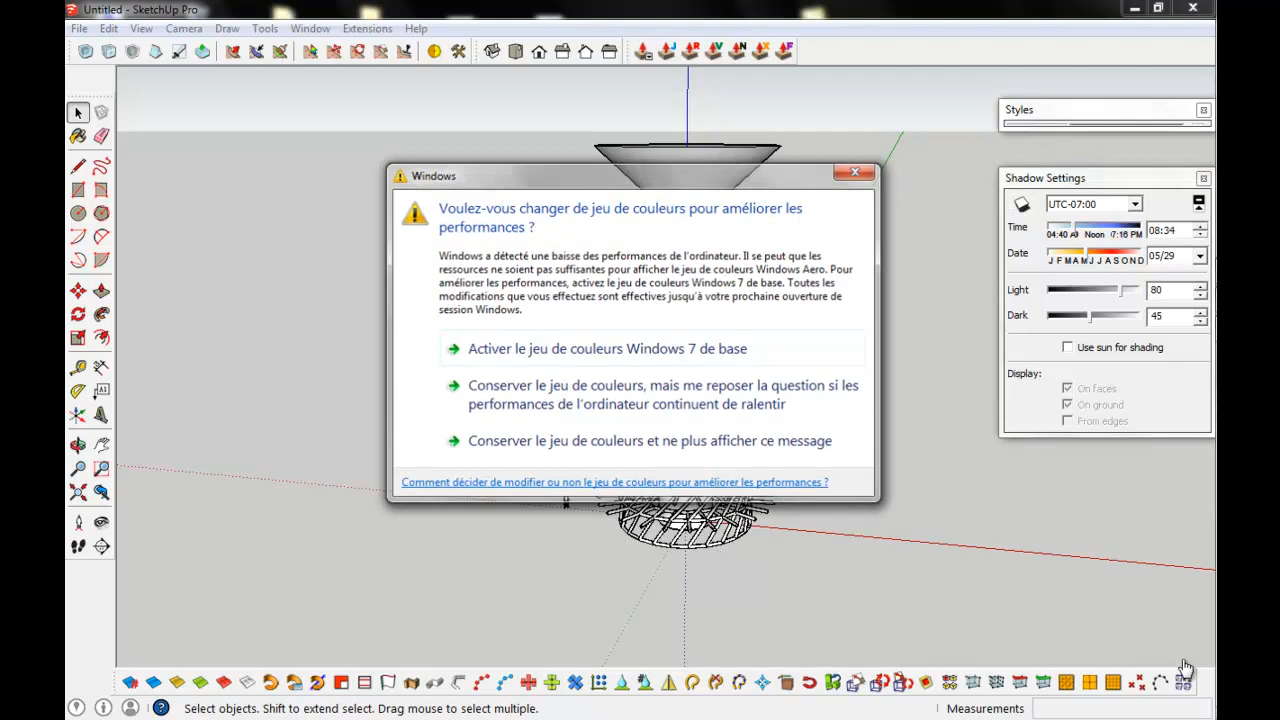 Untitled - SketchUp Pro
File Edit View Camera Draw Tools Window Extensions Help
J R V N X F
Styles
Windows
Shadow Settings
Voulez-vous changer de jeu de couleurs pour améliorer les
performances ?
UTC-07:00
Time 08:34
04:40 A Noon 7:16 PM
Date 05/29
J F M A M J J A S O N D
Windows a détecté une baisse des performances de l'ordinateur. Il se peut que les
ressources ne soient pas suffisantes pour afficher le jeu de couleurs Windows Aero. Pour
améliorer les performances, activez le jeu de couleurs Windows 7 de base. Toutes les
modifications que vous effectuez sont effectives jusqu'à votre prochaine ouverture de
session Windows.
Light 80
Dark 45
Use sun for shading
Display:
On faces
On ground
From edges
Activer le jeu de couleurs Windows 7 de base
Conserver le jeu de couleurs, mais me reposer la question si les
performances de l'ordinateur continuent de ralentir
Conserver le jeu de couleurs et ne plus afficher ce message
Comment décider de modifier ou non le jeu de couleurs pour améliorer les performances ?
Select objects. Shift to extend select. Drag mouse to select multiple.
Measurements